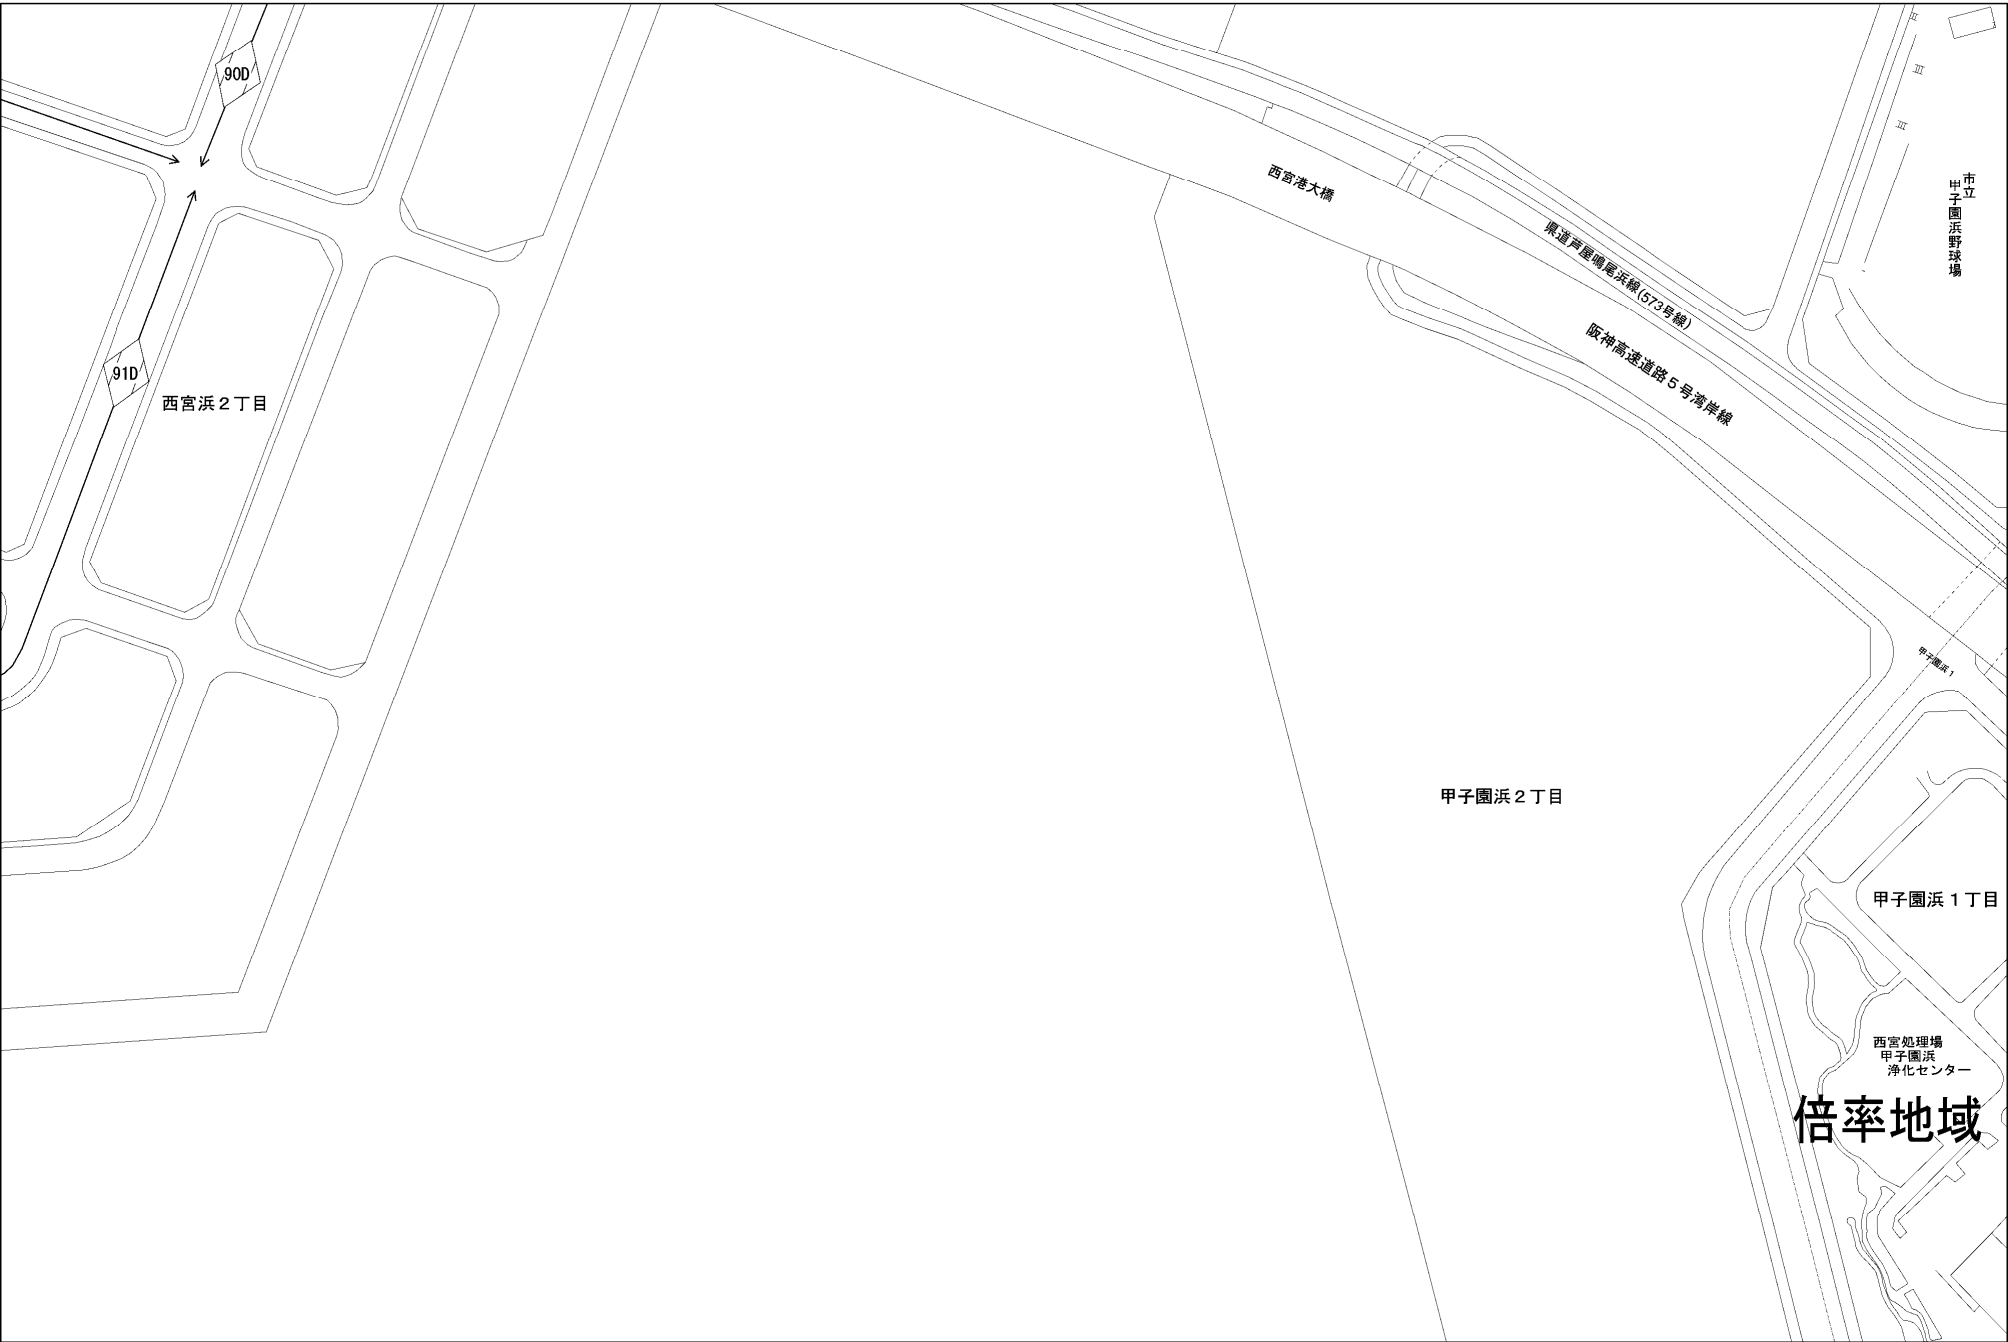 90D
西宮港大橋
市立
甲子園浜野球場
県道芦屋鳴尾浜線(573号線)
阪神高速道路５号湾岸線
91D
西宮浜２丁目
甲子園浜１
甲子園浜２丁目
甲子園浜１丁目
西宮処理場
甲子園浜
浄化センター
倍率地域